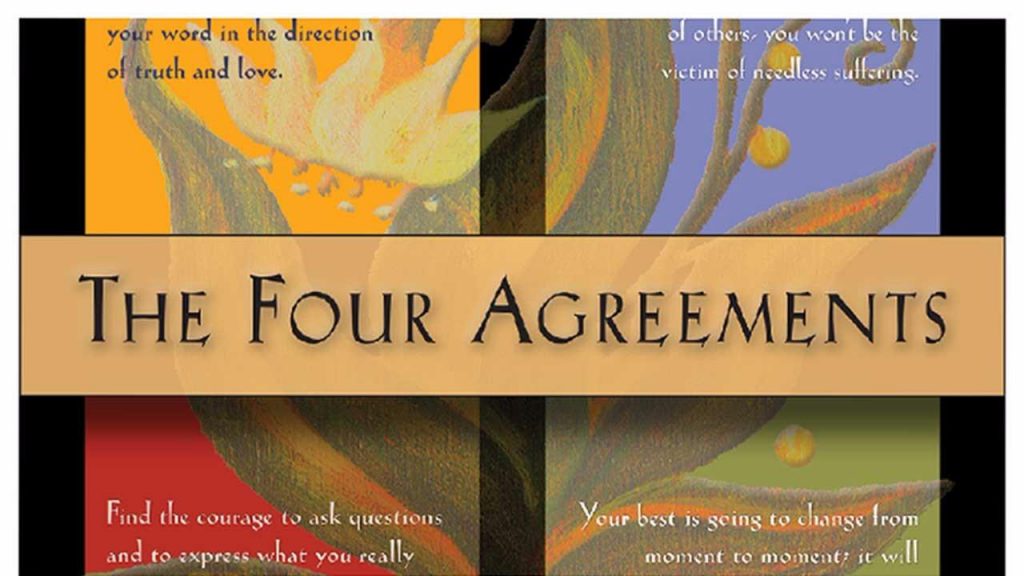 your word in the direction
of truth and love.
of others, you won't be the
victim of needless suffering.
THE FOUR AGREEMENTS
Find the courage to ask questions
and to express what you really
Your best is going to change from
moment to moment; it will